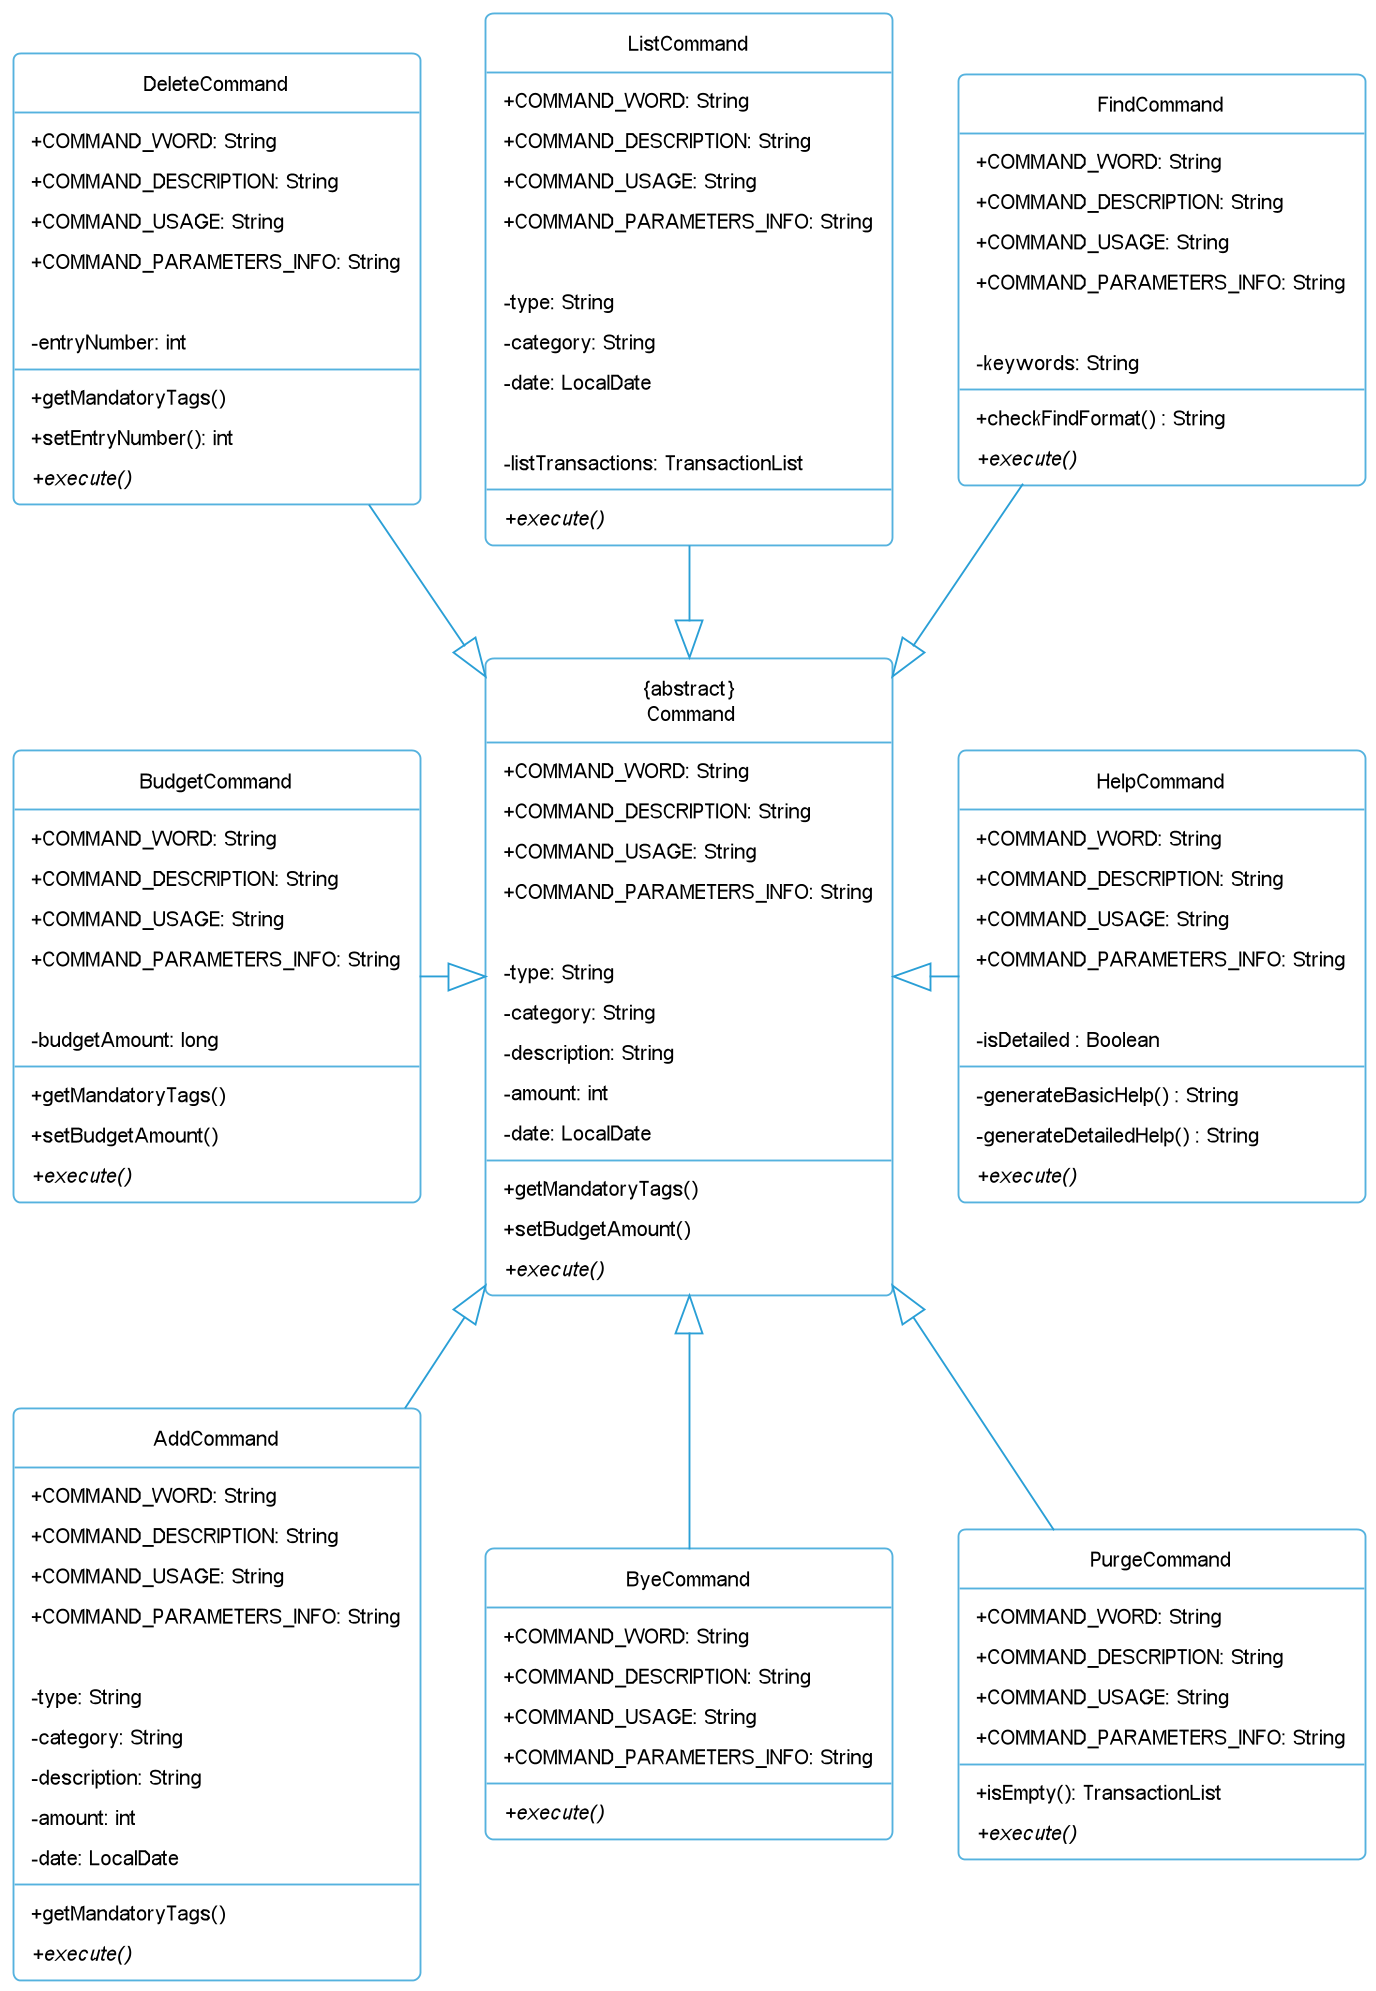 DeleteCommand
+COMMAND_WORD: String
+COMMAND_DESCRIPTION: String
+COMMAND_USAGE: String
+COMMAND_PARAMETERS_INFO: String
-entryNumber: int
+getMandatoryTags()
+setEntryNumber(): int
+execute()
ListCommand
+COMMAND_WORD: String
+COMMAND_DESCRIPTION: String
+COMMAND_USAGE: String
+COMMAND_PARAMETERS_INFO: String
-type: String
-category: String
-date: LocalDate
-listTransactions: TransactionList
+execute()
FindCommand
+COMMAND_WORD: String
+COMMAND_DESCRIPTION: String
+COMMAND_USAGE: String
+COMMAND_PARAMETERS_INFO: String
-keywords: String
+checkFindFormat() : String
+execute()
BudgetCommand
+COMMAND_WORD: String
+COMMAND_DESCRIPTION: String
+COMMAND_USAGE: String
+COMMAND_PARAMETERS_INFO: String
-budgetAmount: long
+getMandatoryTags()
+setBudgetAmount()
+execute()
{abstract}
Command
+COMMAND_WORD: String
+COMMAND_DESCRIPTION: String
+COMMAND_USAGE: String
+COMMAND_PARAMETERS_INFO: String
-type: String
-category: String
-description: String
-amount: int
-date: LocalDate
+getMandatoryTags()
+setBudgetAmount()
+execute()
HelpCommand
+COMMAND_WORD: String
+COMMAND_DESCRIPTION: String
+COMMAND_USAGE: String
+COMMAND_PARAMETERS_INFO: String
-isDetailed : Boolean
-generateBasicHelp() : String
-generateDetailedHelp() : String
+execute()
AddCommand
+COMMAND_WORD: String
+COMMAND_DESCRIPTION: String
+COMMAND_USAGE: String
+COMMAND_PARAMETERS_INFO: String
-type: String
-category: String
-description: String
-amount: int
-date: LocalDate
+getMandatoryTags()
+execute()
ByeCommand
+COMMAND_WORD: String
+COMMAND_DESCRIPTION: String
+COMMAND_USAGE: String
+COMMAND_PARAMETERS_INFO: String
+execute()
PurgeCommand
+COMMAND_WORD: String
+COMMAND_DESCRIPTION: String
+COMMAND_USAGE: String
+COMMAND_PARAMETERS_INFO: String
+isEmpty(): TransactionList
+execute()